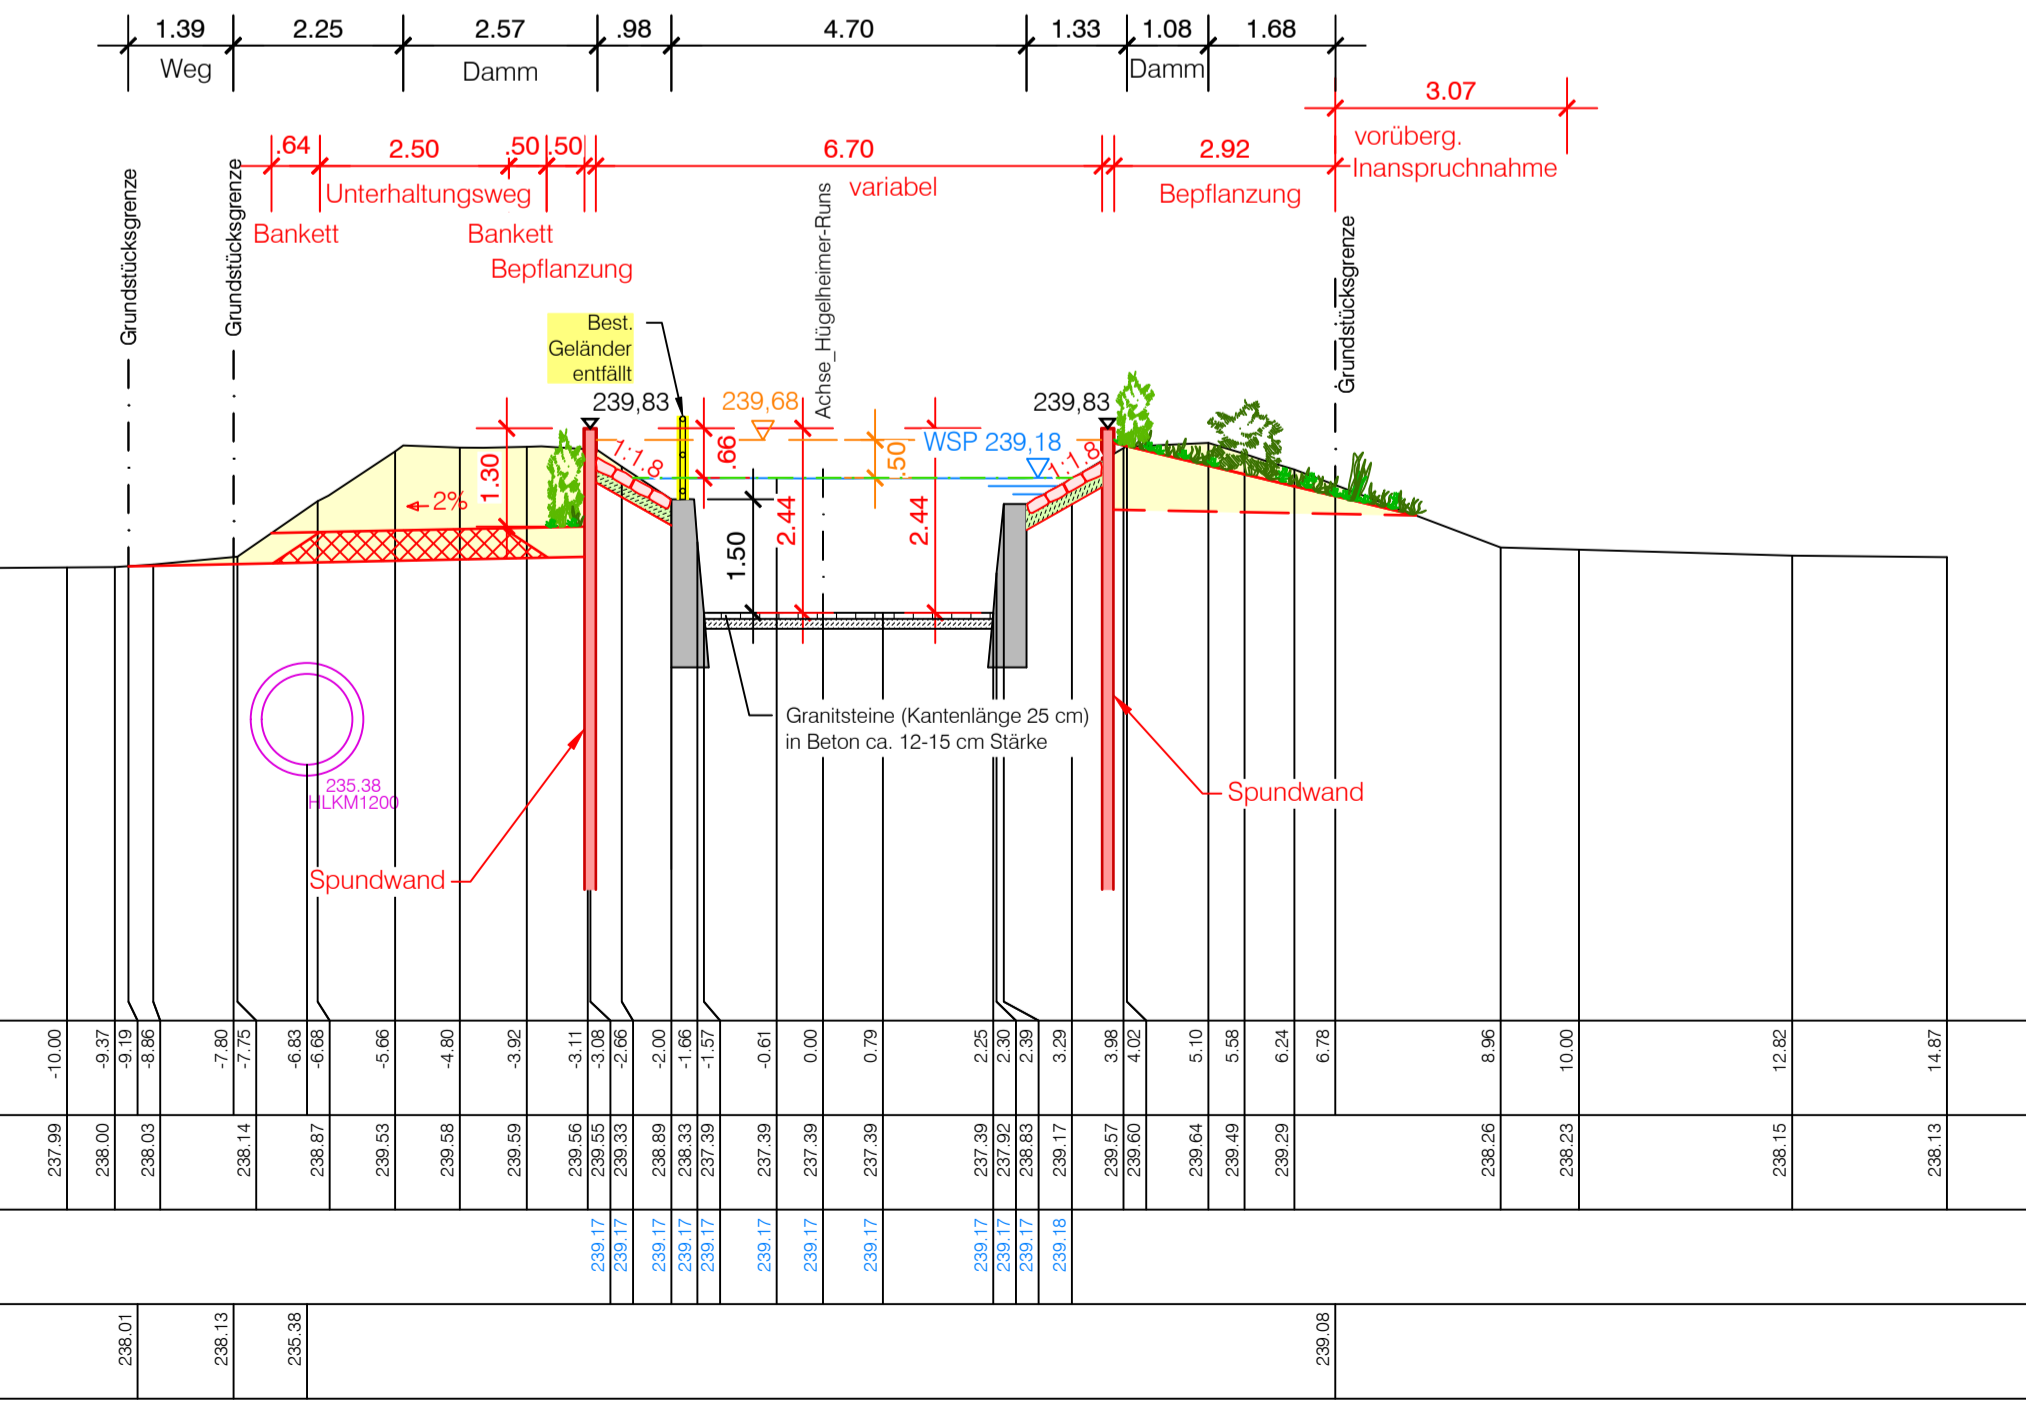 1.39 2.25 2.57 .98 4.70 1.33 1.08 1.68
Weg Damm Damm
3.07
vorüberg.
Inanspruchnahme
.64 2.50 .50 .50 6.70 2.92
Unterhaltungsweg variabel Bepflanzung
Bankett Bankett
Bepflanzung
Grundstücksgrenze
Grundstücksgrenze
Achse_Hügelheimer-Runs
Grundstücksgrenze
Best.
Geländer
entfällt
239,83 239,68 239,83
WSP 239,18
1:1.8 .66 .50 1:1.8
1.30 2% 1.50 2.44 2.44
Granitsteine (Kantenlänge 25 cm)
in Beton ca. 12-15 cm Stärke
235.38
HLKM1200
Spundwand
Spundwand
-10.00 -9.37 -9.19 -8.86 -7.80 -7.75 -6.83 -6.68 -5.66 -4.80 -3.92 -3.11 -3.08 -2.66 -2.00 -1.66 -1.57 -0.61 0.00 0.79 2.25 2.30 2.39 3.29 3.98 4.02 5.10 5.58 6.24 6.78 8.96 10.00 12.82 14.87
237.99 238.00 238.03 238.14 238.87 239.53 239.58 239.59 239.56 239.55 239.33 238.89 238.33 237.39 237.39 237.39 237.39 237.39 237.92 238.83 239.17 239.57 239.60 239.64 239.49 239.29 238.26 238.23 238.15 238.13
239.17 239.17 239.17 239.17 239.17 239.17 239.17 239.17 239.17 239.17 239.17 239.18
238.01 238.13 235.38 239.08